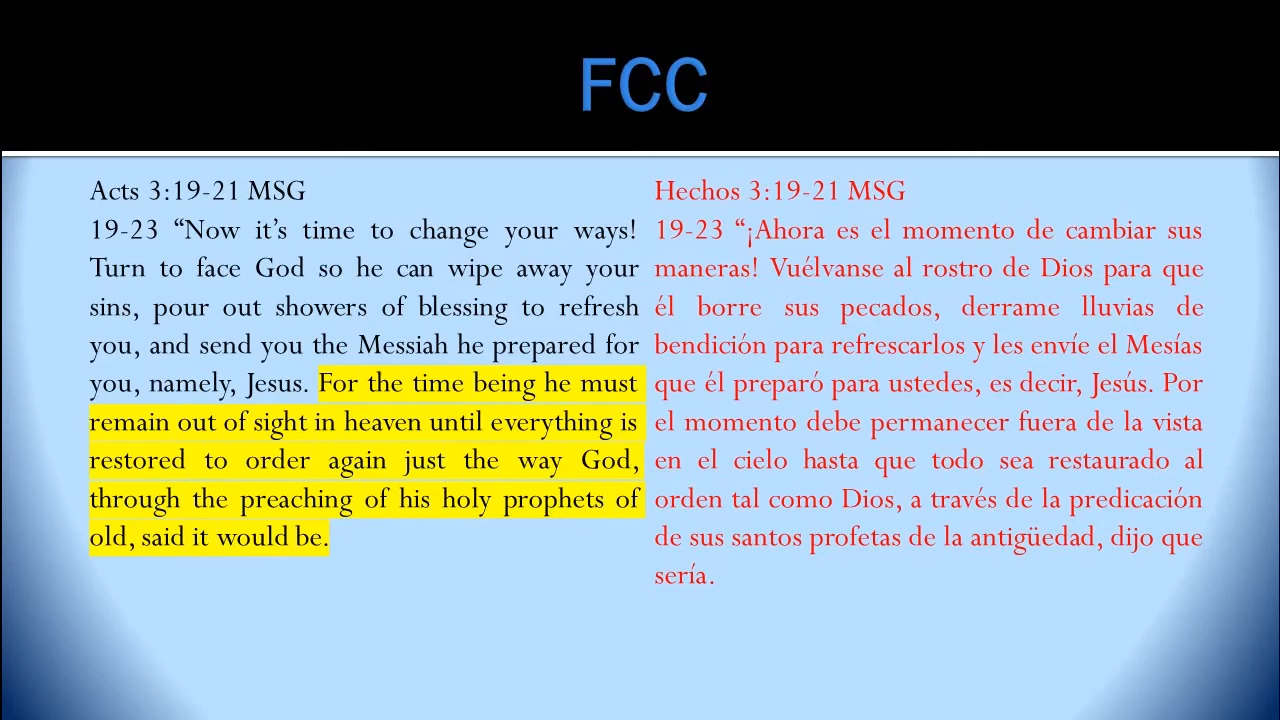 FCC
Acts 3:19-21 MSG
19-23 “Now it’s time to change your ways!
Turn to face God so he can wipe away your
sins, pour out showers of blessing to refresh
you, and send you the Messiah he prepared for
you, namely, Jesus. For the time being he must
remain out of sight in heaven until everything is
restored to order again just the way God,
through the preaching of his holy prophets of
old, said it would be.
Hechos 3:19-21 MSG
19-23 “¡Ahora es el momento de cambiar sus
maneras! Vuélvanse al rostro de Dios para que
él borre sus pecados, derrame lluvias de
bendición para refrescarlos y les envíe el Mesías
que él preparó para ustedes, es decir, Jesús. Por
el momento debe permanecer fuera de la vista
en el cielo hasta que todo sea restaurado al
orden tal como Dios, a través de la predicación
de sus santos profetas de la antigüedad, dijo que
sería.